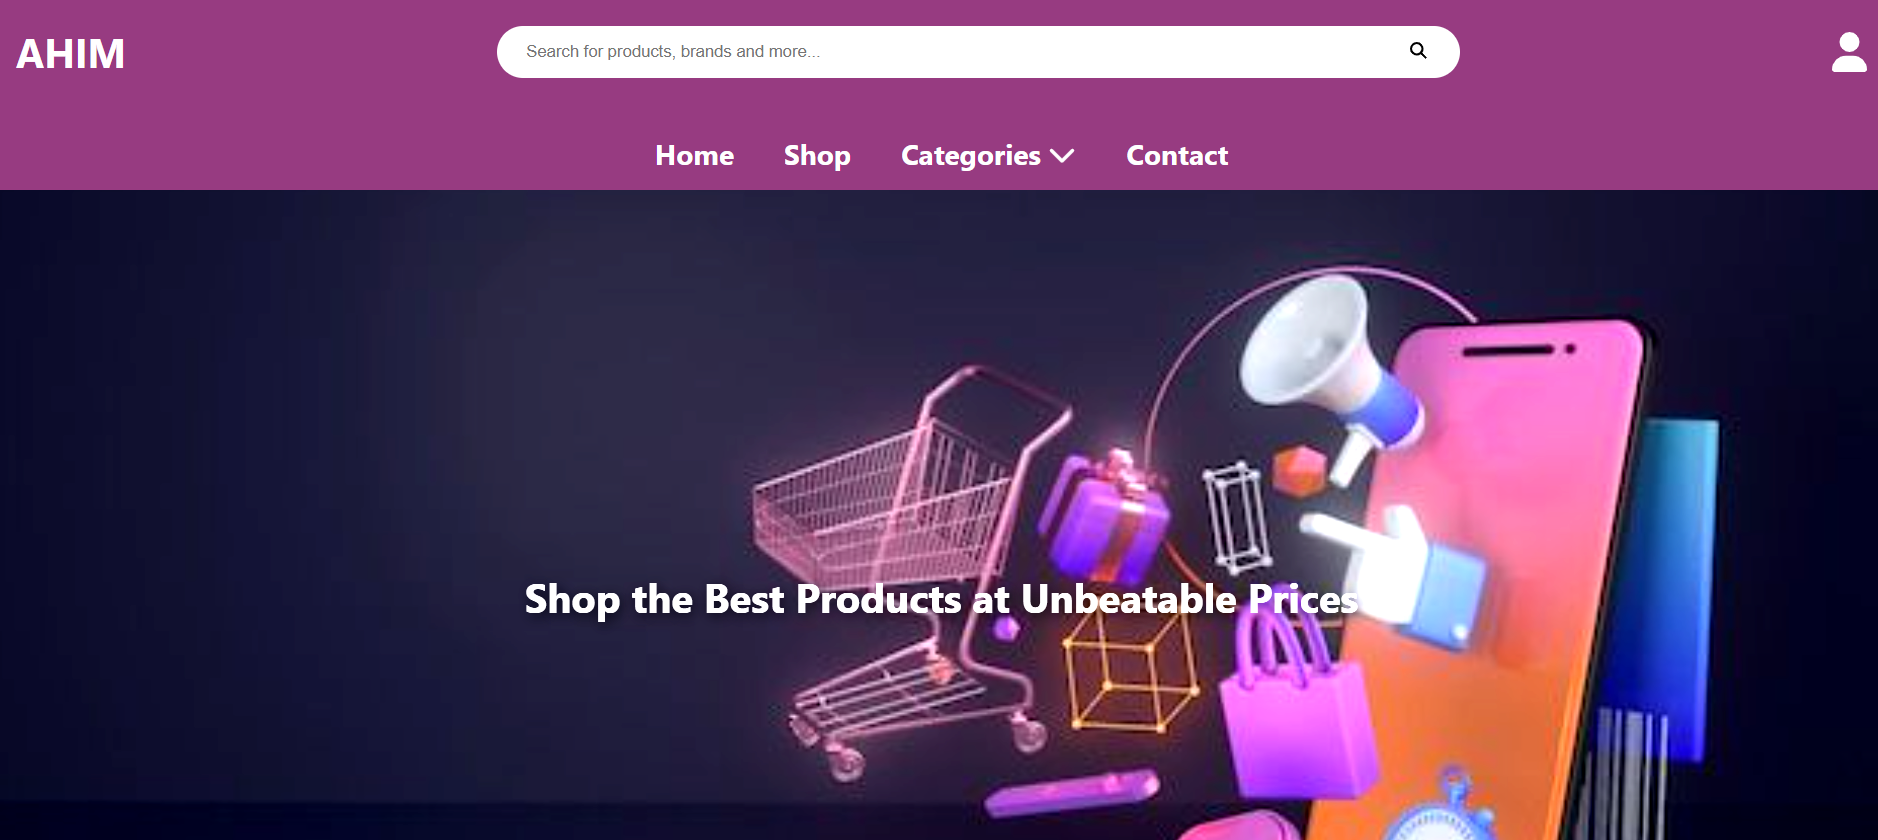 AHIM
Search for products, brands and more...
Home Shop Categories Contact
Shop the Best Products at Unbeatable Prices